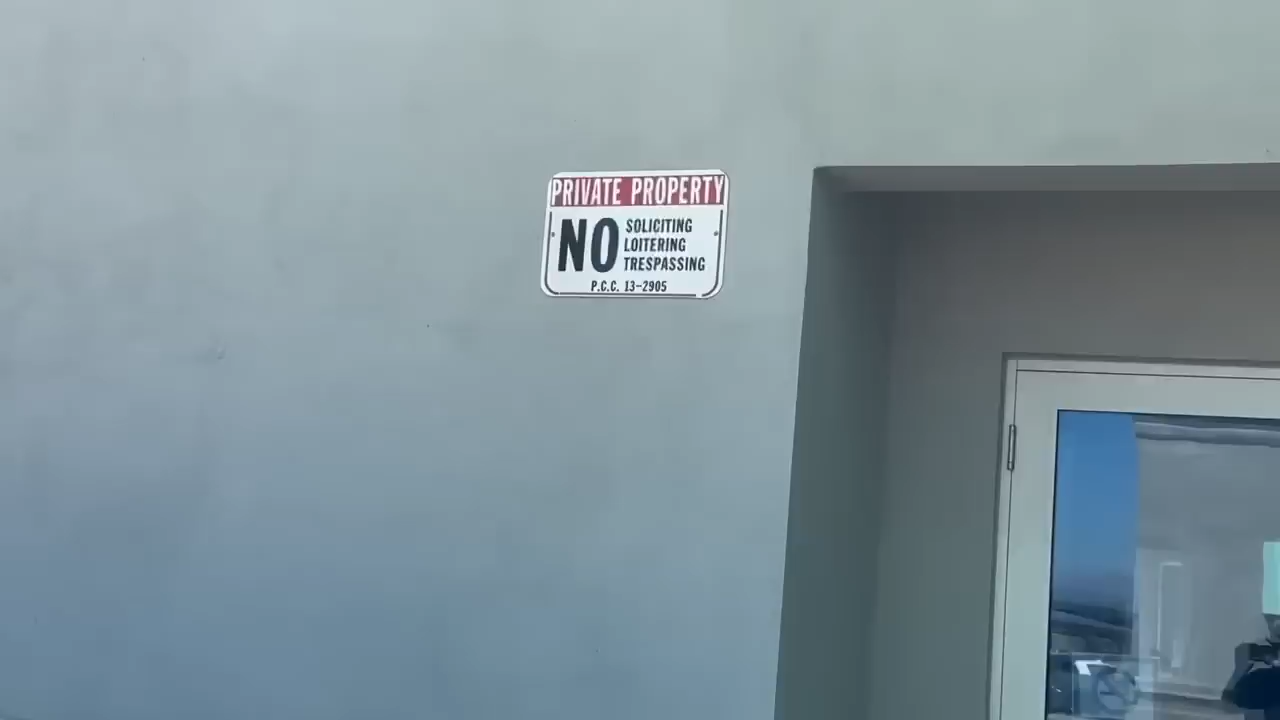 PRIVATE PROPERTY
NO
SOLICITING
LOITERING
TRESPASSING
P.C.C. 13-2905